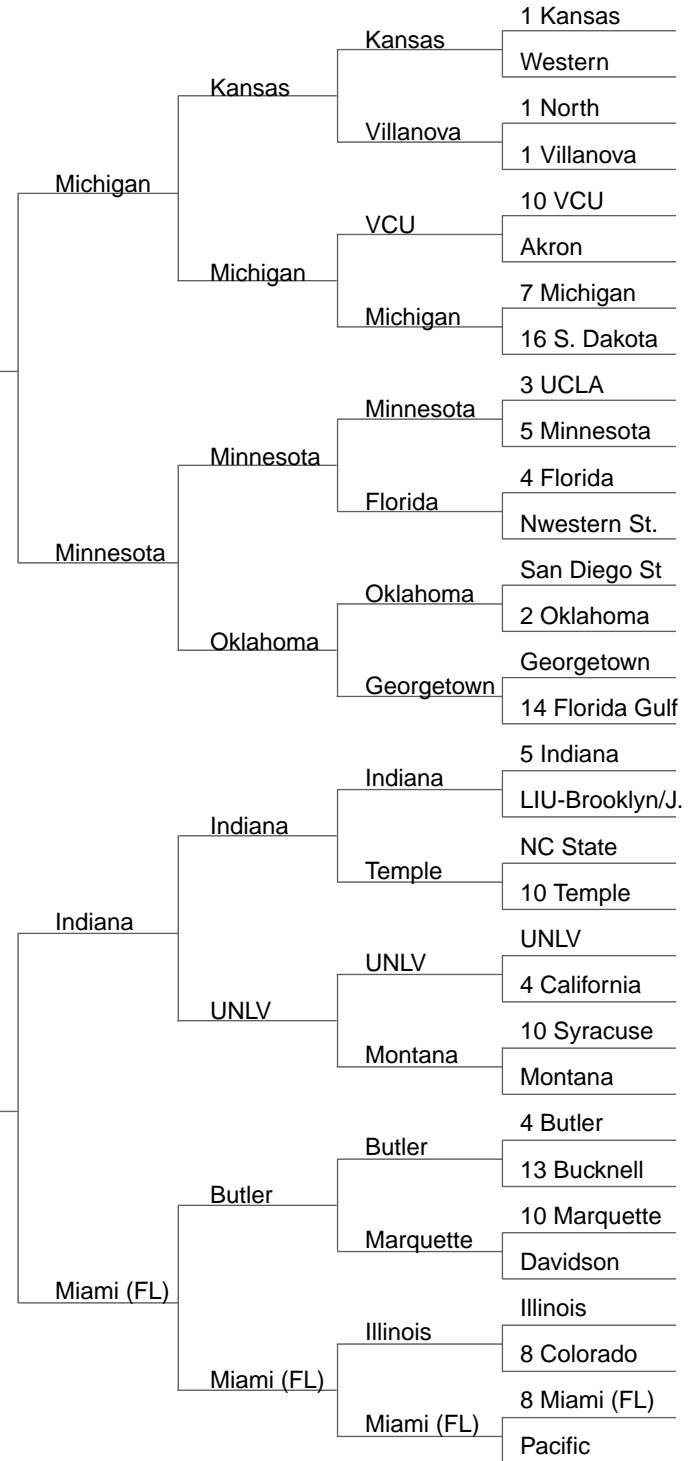 1 Kansas
Kansas
Western
Kansas
1 North
Villanova
1 Villanova
Michigan
10 VCU
VCU
Akron
Michigan
7 Michigan
Michigan
16 S. Dakota
3 UCLA
Minnesota
5 Minnesota
Minnesota
4 Florida
Florida
Nwestern St.
Minnesota
San Diego St
Oklahoma
2 Oklahoma
Oklahoma
Georgetown
Georgetown
14 Florida Gulf
5 Indiana
Indiana
LIU-Brooklyn/J.
Indiana
NC State
Temple
10 Temple
Indiana
UNLV
UNLV
4 California
UNLV
10 Syracuse
Montana
Montana
4 Butler
Butler
13 Bucknell
Butler
10 Marquette
Marquette
Davidson
Miami (FL)
Illinois
Illinois
8 Colorado
Miami (FL)
8 Miami (FL)
Miami (FL)
Pacific